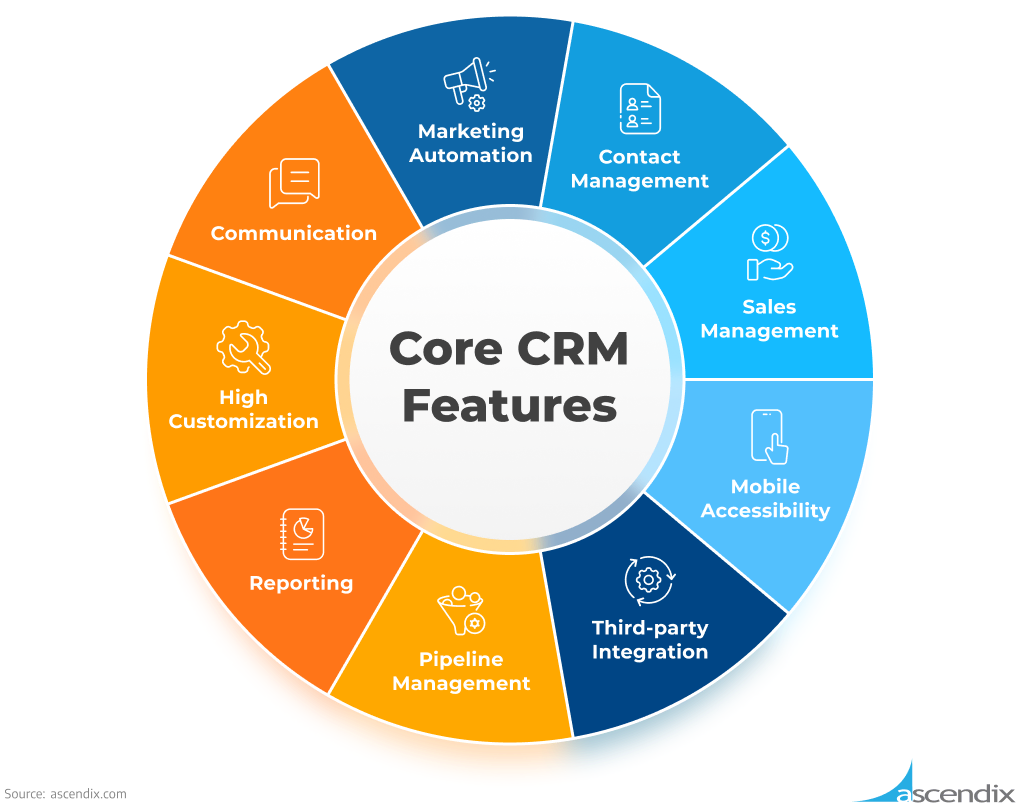 Marketing
Automation
Contact
Management
Sales
Management
Mobile
Accessibility
Third-party
Integration
Pipeline
Management
Reporting
High
Customization
Communication
Core CRM
Features
Source: ascendix.com
ascendix